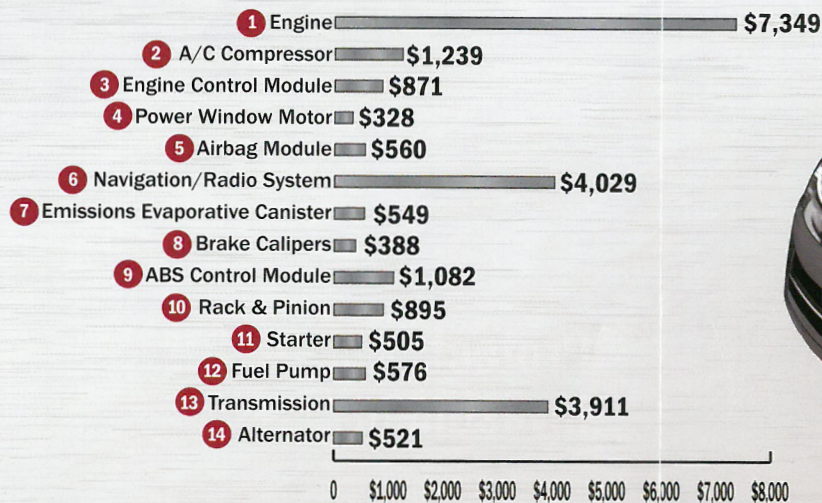 1 Engine $7,349
2 A/C Compressor $1,239
3 Engine Control Module $871
4 Power Window Motor $328
5 Airbag Module $560
6 Navigation/Radio System $4,029
7 Emissions Evaporative Canister $549
8 Brake Calipers $388
9 ABS Control Module $1,082
10 Rack & Pinion $895
11 Starter $505
12 Fuel Pump $576
13 Transmission $3,911
14 Alternator $521
0 $1,000 $2,000 $3,000 $4,000 $5,000 $6,000 $7,000 $8,000